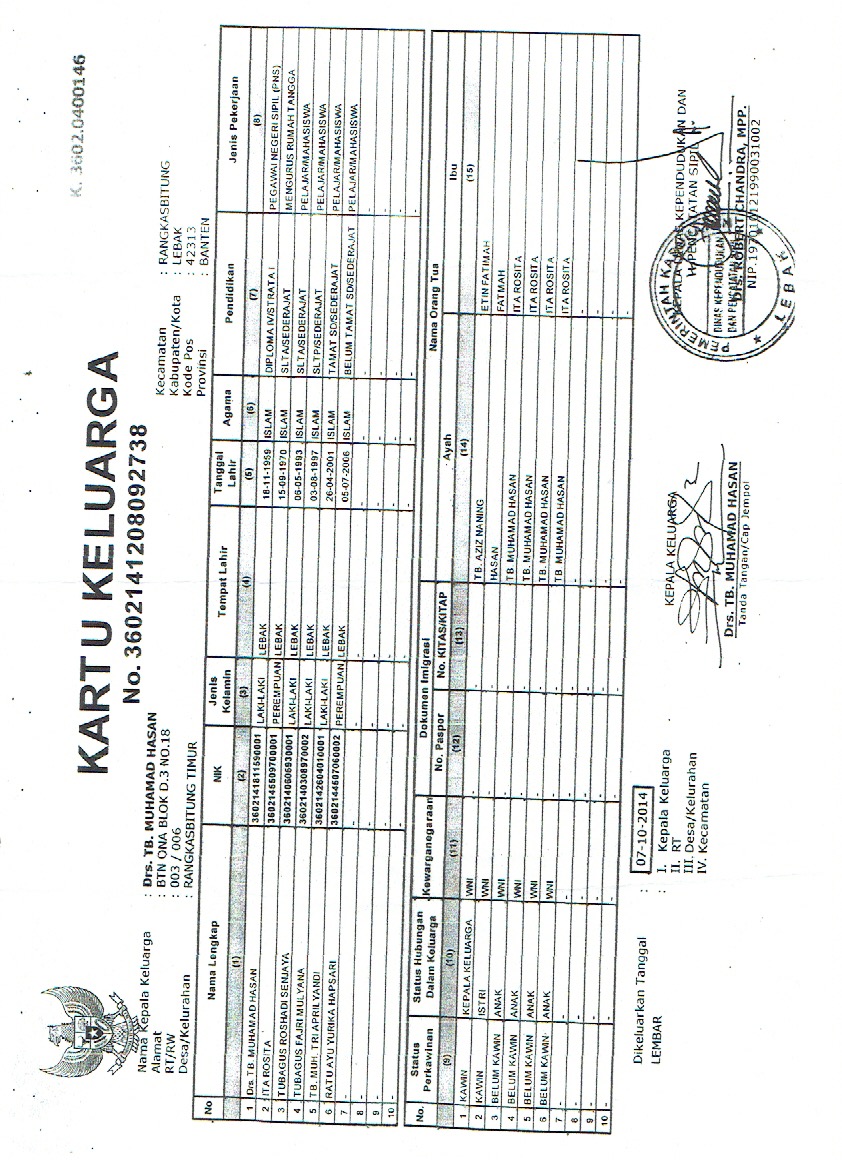 K. 3602.0400146
KARTU KELUARGA
No. 3602141208092738
Nama Kepala Keluarga : Drs. TB. MUHAMAD HASAN
Alamat : BTN ONA BLOK D.3 NO.18
RT/RW : 003 / 006
Desa/Kelurahan : RANGKASBITUNG TIMUR
Kecamatan : RANGKASBITUNG
Kabupaten/Kota : LEBAK
Kode Pos : 42313
Provinsi : BANTEN
No Nama Lengkap NIK Jenis Kelamin Tempat Lahir Tanggal Lahir Agama Pendidikan Jenis Pekerjaan
(1) (2) (3) (4) (5) (6) (7) (8)
1 Drs. TB. MUHAMAD HASAN 3602141811590001 LAKI-LAKI LEBAK 18-11-1959 ISLAM DIPLOMA IV/STRATA I PEGAWAI NEGERI SIPIL (PNS)
2 ITA ROSITA 3602145509700001 PEREMPUAN LEBAK 15-09-1970 ISLAM SLTA/SEDERAJAT MENGURUS RUMAH TANGGA
3 TUBAGUS ROSHADI SENJAYA 3602140606930001 LAKI-LAKI LEBAK 06-05-1993 ISLAM SLTA/SEDERAJAT PELAJAR/MAHASISWA
4 TUBAGUS FAJRI MULYANA 3602140308970002 LAKI-LAKI LEBAK 03-08-1997 ISLAM SLTP/SEDERAJAT PELAJAR/MAHASISWA
5 TB. MUH. TRI APRILYANDI 3602142604010001 LAKI-LAKI LEBAK 26-04-2001 ISLAM TAMAT SD/SEDERAJAT PELAJAR/MAHASISWA
6 RATU AYU YURIKA HAPSARI 3602144507060002 PEREMPUAN LEBAK 05-07-2006 ISLAM BELUM TAMAT SD/SEDERAJAT PELAJAR/MAHASISWA
7 - - - - - - - -
8 - - - - - - - -
9 - - - - - - - -
10 - - - - - - - -
No. Status Perkawinan Status Hubungan Dalam Keluarga Kewarganegaraan Dokumen Imigrasi Nama Orang Tua
No. Paspor No. KITAS/KITAP Ayah Ibu
(9) (10) (11) (12) (13) (14) (15)
1 KAWIN KEPALA KELUARGA WNI - - TB. AZIZ NANING ETIN FATIMAH
2 KAWIN ISTRI WNI - - HASAN FATMAH
3 BELUM KAWIN ANAK WNI - - TB. MUHAMAD HASAN ITA ROSITA
4 BELUM KAWIN ANAK WNI - - TB. MUHAMAD HASAN ITA ROSITA
5 BELUM KAWIN ANAK WNI - - TB. MUHAMAD HASAN ITA ROSITA
6 BELUM KAWIN ANAK WNI - - TB. MUHAMAD HASAN ITA ROSITA
7 - - - - - - -
8 - - - - - - -
9 - - - - - - -
10 - - - - - - -
Dikeluarkan Tanggal : 07-10-2014
LEMBAR : I. Kepala Keluarga
II. RT
III. Desa/Kelurahan
IV. Kecamatan
KEPALA KELUARGA
Drs. TB. MUHAMAD HASAN
Tanda Tangan/Cap Jempol
KEPALA DINAS KEPENDUDUKAN DAN
PENCATATAN SIPIL
Drs. ROBERT CHANDRA, MPP.
PEMERINTAH KAB
DINAS KEPENDUDUKAN
DAN PENCATATAN
LEBAK